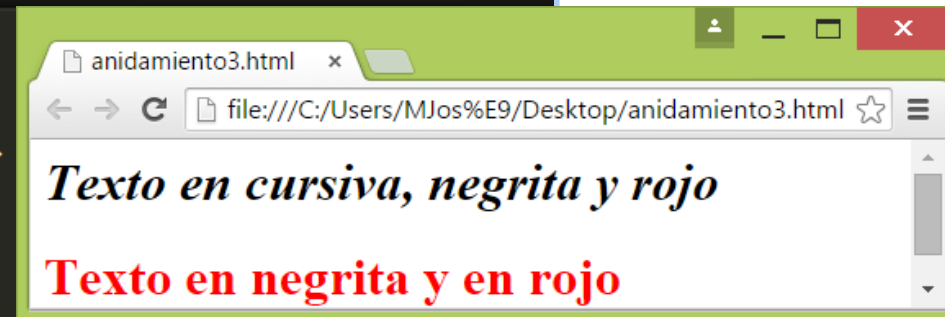 anidamiento3.html
file:///C:/Users/MJos%E9/Desktop/anidamiento3.html
Texto en cursiva, negrita y rojo
Texto en negrita y en rojo